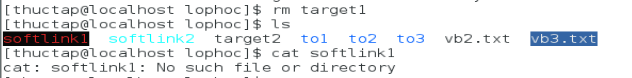 [thuctap@localhost lophoc]$ rm target1
[thuctap@localhost lophoc]$ ls
softlink1 softlink2 target2 to1 to2 to3 vb2.txt vb3.txt
[thuctap@localhost lophoc]$ cat softlink1
cat: softlink1: No such file or directory